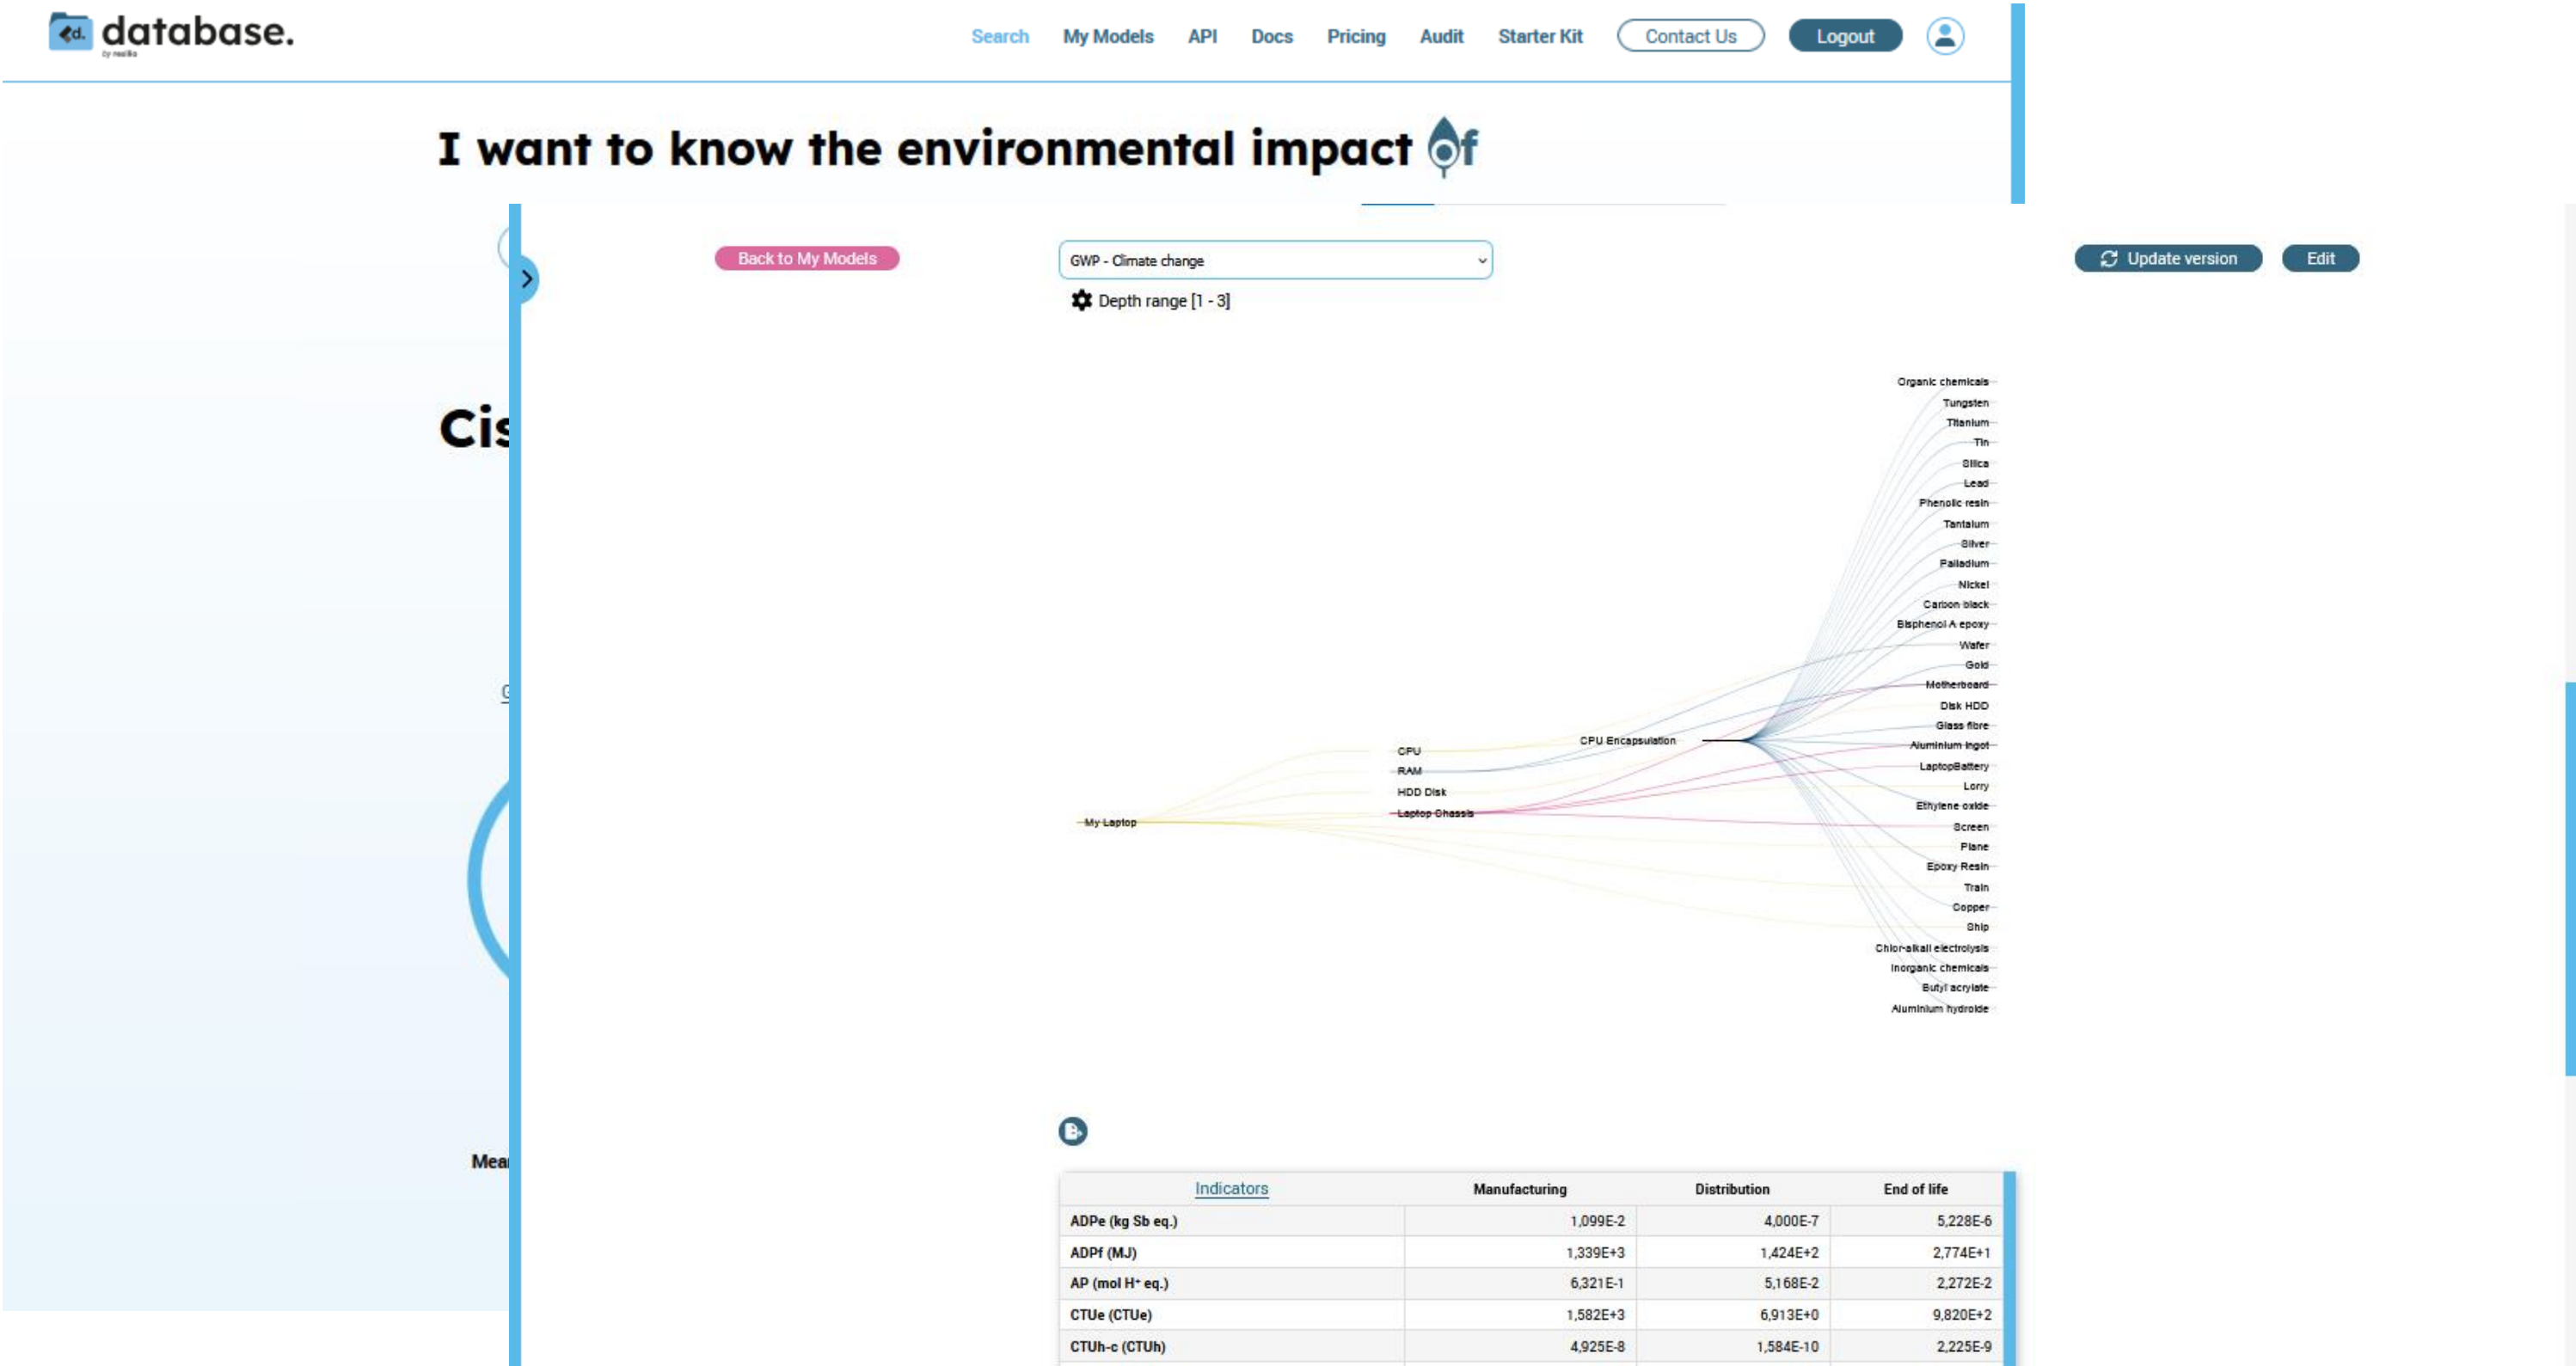 d. database.
by resilio
Search My Models API Docs Pricing Audit Starter Kit Contact Us Logout
I want to know the environmental impact of
Back to My Models
GWP - Climate change
Update version
Edit
Depth range [1 - 3]
Cis
G
Organic chemicals
Tungsten
Titanium
Tin
Silica
Lead
Phenolic resin
Tantalum
Silver
Palladium
Nickel
Carbon black
Bisphenol A epoxy
Wafer
Gold
Motherboard
Disk HDD
Glass fibre
Aluminium ingot
LaptopBattery
Lorry
Ethylene oxide
Screen
Plane
Epoxy Resin
Train
Copper
Ship
Chlor-alkali electrolysis
Inorganic chemicals
Butyl acrylate
Aluminium hydroide
CPU Encapsulation
CPU
RAM
HDD Disk
Laptop Chassis
My Laptop
Mea
Indicators Manufacturing Distribution End of life
ADPe (kg Sb eq.) 1,099E-2 4,000E-7 5,228E-6
ADPf (MJ) 1,339E+3 1,424E+2 2,774E+1
AP (mol H⁺ eq.) 6,321E-1 5,168E-2 2,272E-2
CTUe (CTUe) 1,582E+3 6,913E+0 9,820E+2
CTUh-c (CTUh) 4,925E-8 1,584E-10 2,225E-9